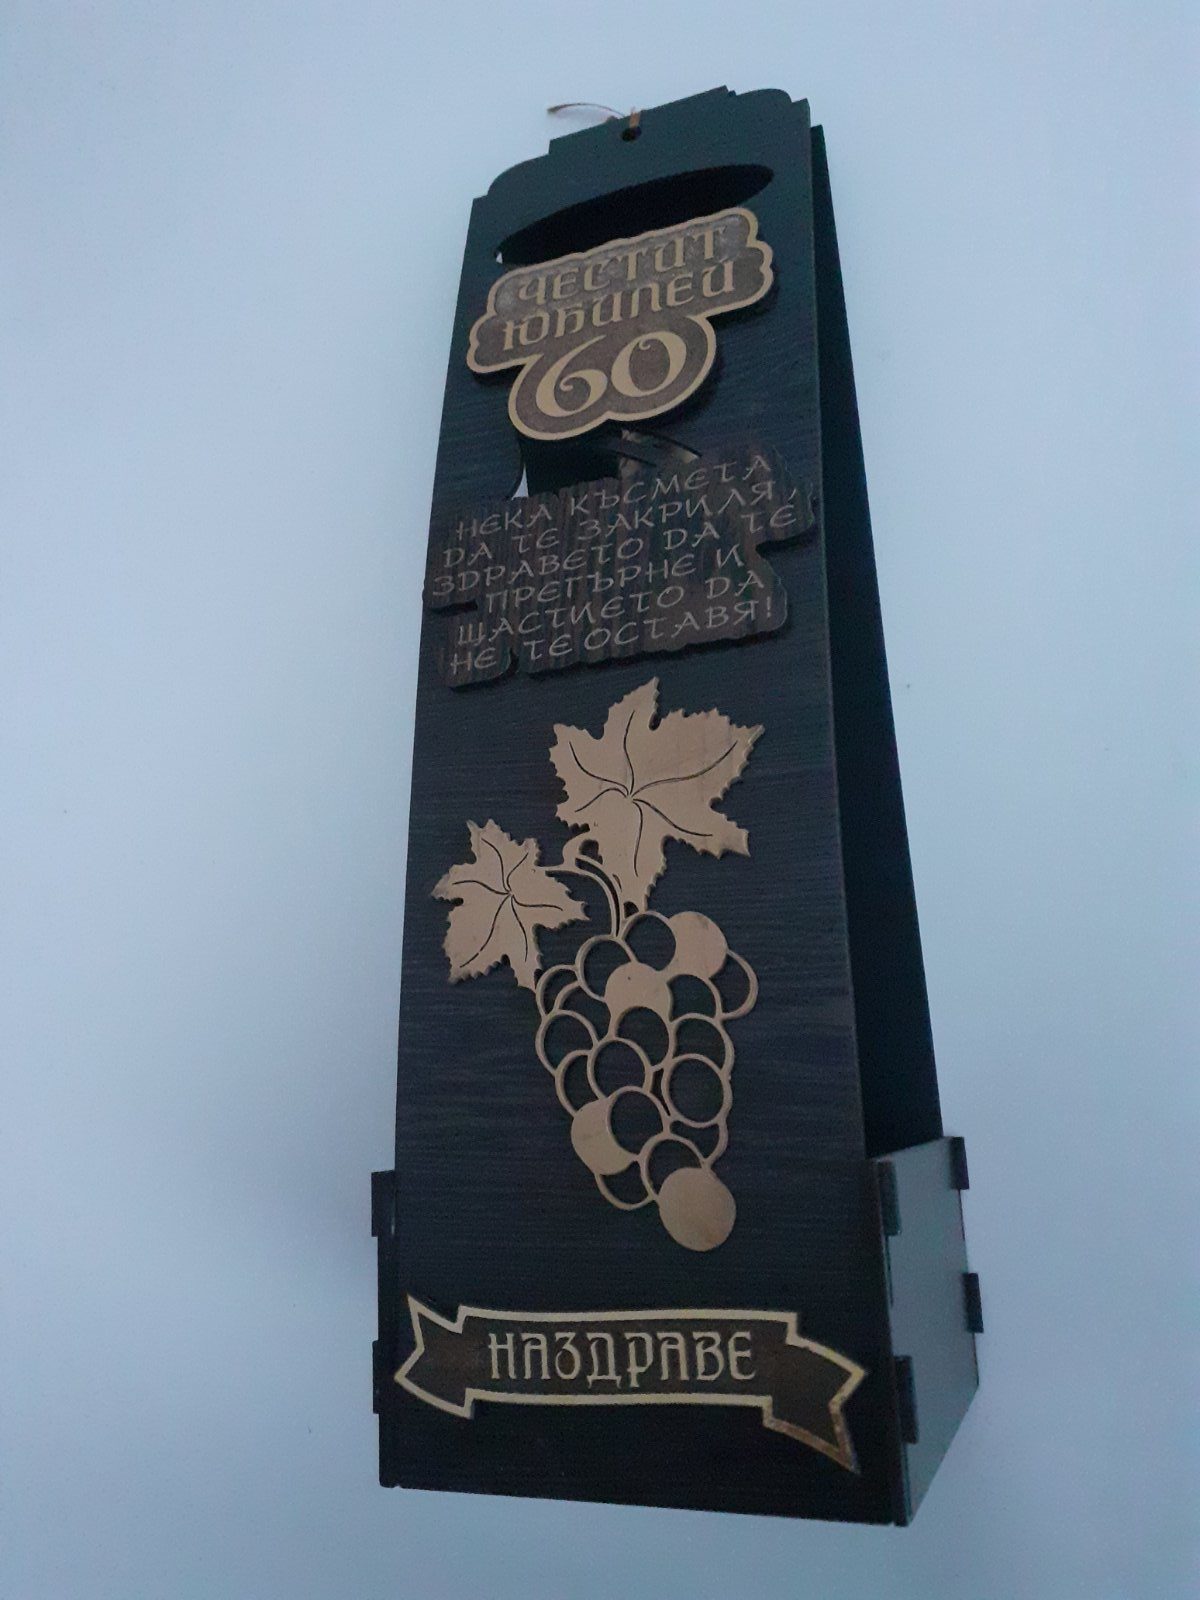 ЧЕСТИТ
ЮБИЛЕЙ
60
НЕКА КЪСМЕТА
ДА ТЕ ЗАКРИЛЯ,
ЗДРАВЕТО ДА ТЕ
ПРЕГЪРНЕ И
ЩАСТИЕТО ДА
НЕ ТЕ ОСТАВЯ!
НАЗДРАВЕ